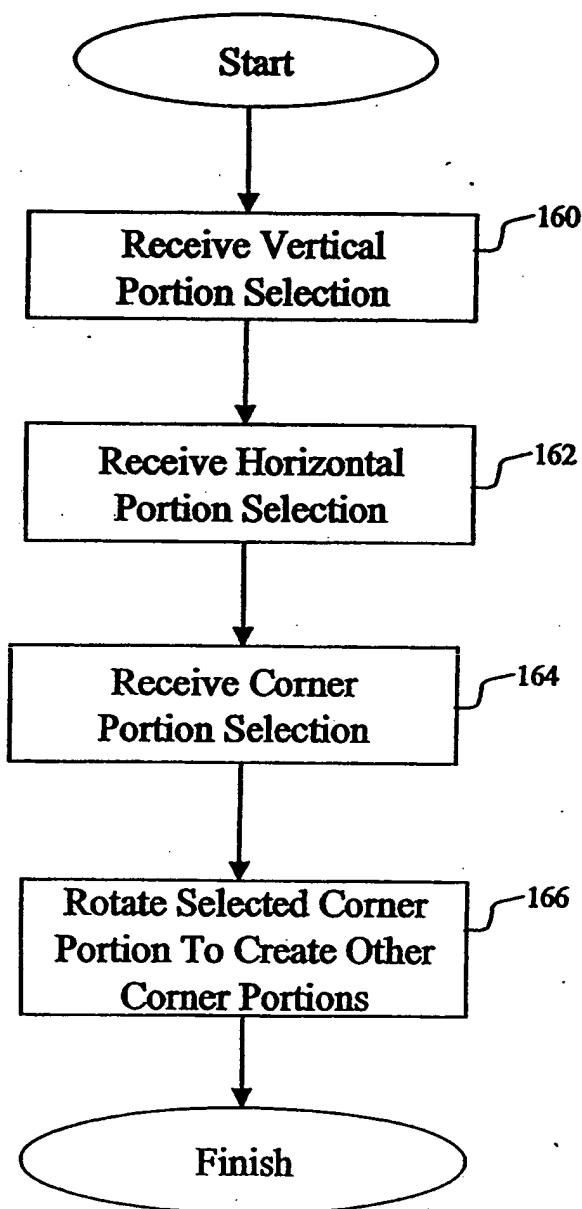 Start
160
Receive Vertical
Portion Selection
162
Receive Horizontal
Portion Selection
164
Receive Corner
Portion Selection
166
Rotate Selected Corner
Portion To Create Other
Corner Portions
Finish